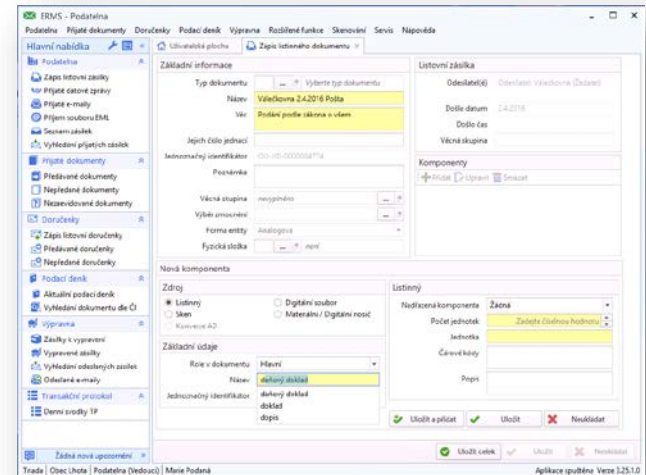 ERMS - Podatelna
Podatelna Přijaté dokumenty Doručenky Podací deník Výpravna Rozšířené funkce Skenování Servis Nápověda
Hlavní nabídka
Uživatelská plocha
Zápis listinného dokumentu
Podatelna
Zápis listovní zásilky
Přijaté datové zprávy
Přijaté e-maily
Příjem souboru EML
Seznam zásilek
Vyhledání přijatých zásilek
Přijaté dokumenty
Předávané dokumenty
Nepředané dokumenty
Nezaevidované dokumenty
Doručenky
Zápis listovní doručenky
Předávané doručenky
Nepředané doručenky
Podací deník
Aktuální podací deník
Vyhledání dokumentu dle ČJ
Výpravna
Zásilky k vypravení
Vypravené zásilky
Vyhledání odeslaných zásilek
Odeslané e-maily
Transakční protokol
Denní srodky TP
Žádná nová upozornění
Základní informace
Typ dokumentu ... Vyberte typ dokumentu
Název Válečkovna 2.4.2016 Pošta
Věc Podání podle zákona o všem
Jejich číslo jednací
Jednoznačný identifikátor
Poznámka
Věcná skupina nevyplněno ...
Výběr zmocnění ...
Forma entity Analogová
Fyzická složka ... není
Listovní zásilka
Odesílatel(é) Odesílatel: Válečkovna (Žadatel)
Došlo datum 2.4.2016
Došlo čas
Věcná skupina
Komponenty
Přidat Upravit Smazat
Nová komponenta
Zdroj
Listinný Digitální soubor
Sken Materální / Digitální nosič
Konverze AD
Základní údaje
Role v dokumentu Hlavní
Název daňový doklad
Jednoznačný identifikátor daňový doklad
doklad
dopis
Listinný
Nadřazená komponenta Žádná
Počet jednotek Zadejte číselnou hodnotu
Jednotka
Čárové kódy
Popis
Uložit a přidat Uložit Neukládat
Uložit celek Uložit Neukládat
Triada Obec Lhota Podatelna (Vedoucí) Marie Podaná Aplikace spuštěna Verze 3.25.1.0